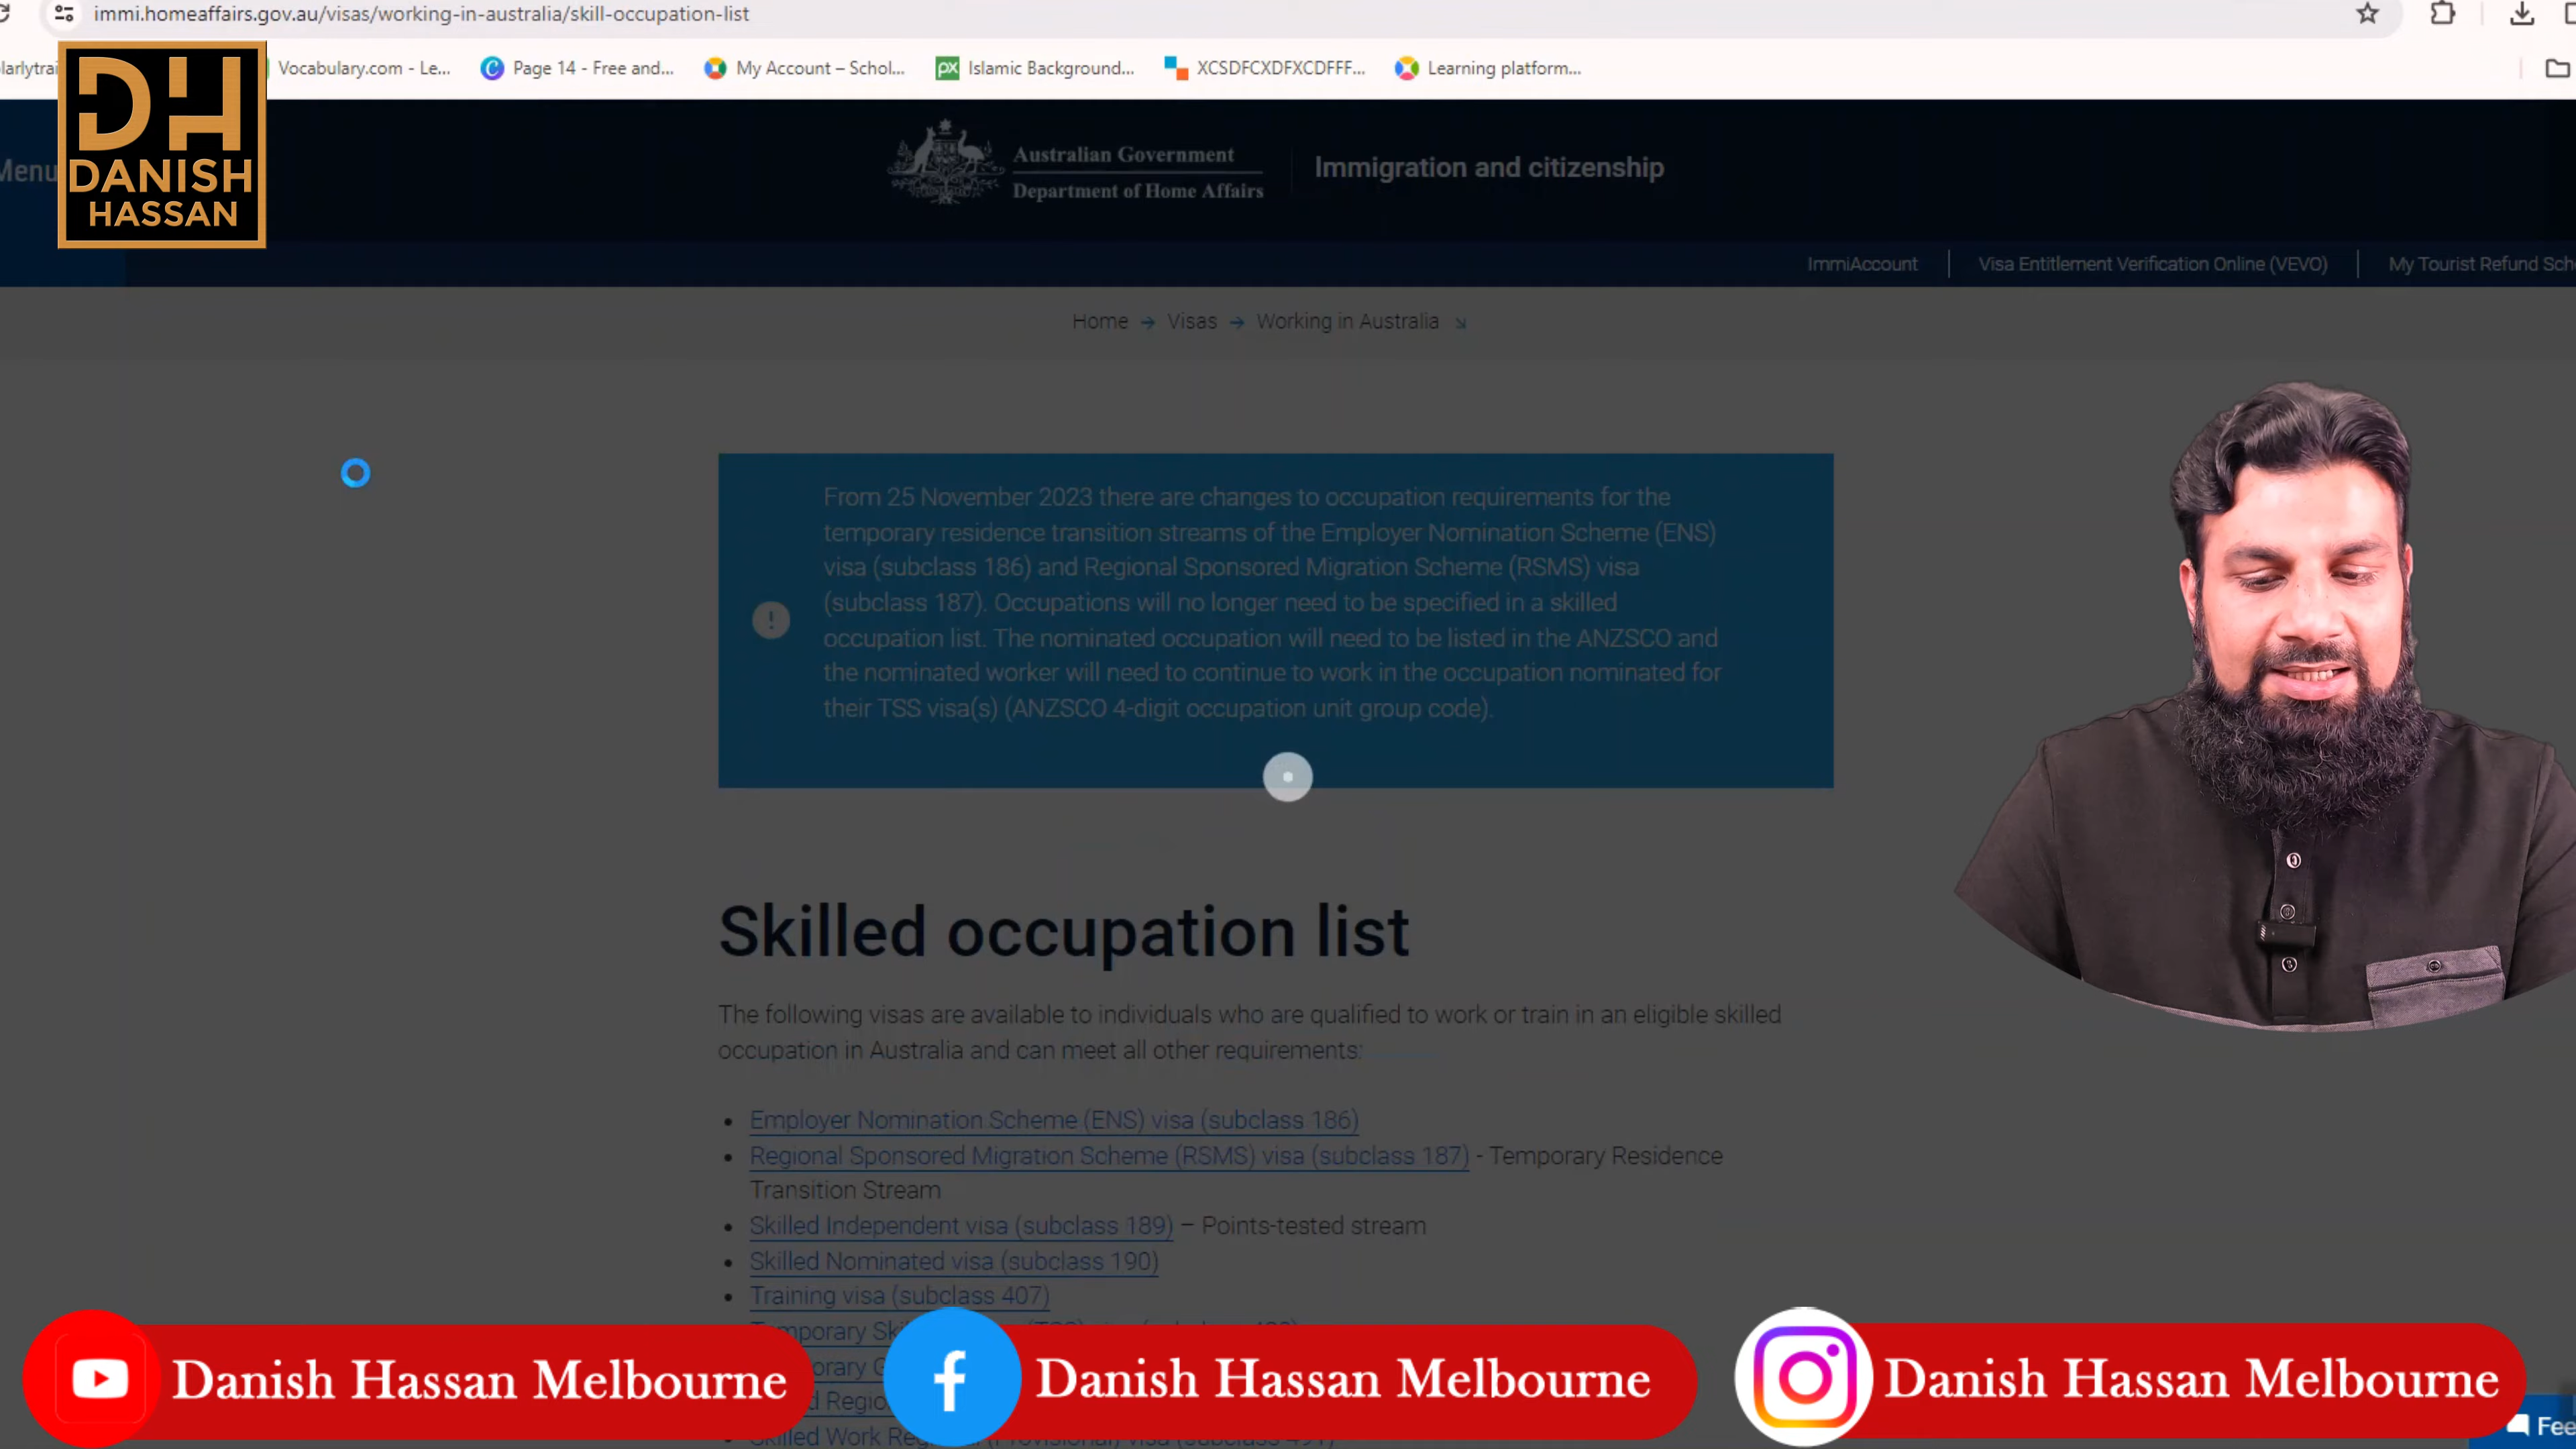 immi.homeaffairs.gov.au/visas/working-in-australia/skill-occupation-list
Vocabulary.com - Le...
Page 14 - Free and...
My Account – Schol...
Islamic Background...
XCSDFCXDFXCDFFF...
Learning platform...
DH
DANISH
HASSAN
Menu
Australian Government
Department of Home Affairs
Immigration and citizenship
ImmiAccount
Visa Entitlement Verification Online (VEVO)
My Tourist Refund Sch
Home → Visas → Working in Australia
From 25 November 2023 there are changes to occupation requirements for the
temporary residence transition streams of the Employer Nomination Scheme (ENS)
visa (subclass 186) and Regional Sponsored Migration Scheme (RSMS) visa
(subclass 187). Occupations will no longer need to be specified in a skilled
occupation list. The nominated occupation will need to be listed in the ANZSCO and
the nominated worker will need to continue to work in the occupation nominated for
their TSS visa(s) (ANZSCO 4-digit occupation unit group code).
Skilled occupation list
The following visas are available to individuals who are qualified to work or train in an eligible skilled
occupation in Australia and can meet all other requirements:
• Employer Nomination Scheme (ENS) visa (subclass 186)
• Regional Sponsored Migration Scheme (RSMS) visa (subclass 187) - Temporary Residence
Transition Stream
• Skilled Independent visa (subclass 189) – Points-tested stream
• Skilled Nominated visa (subclass 190)
• Training visa (subclass 407)
Danish Hassan Melbourne
Danish Hassan Melbourne
Danish Hassan Melbourne
Fee